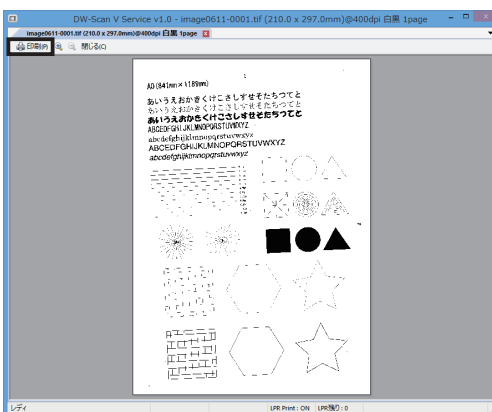 DW-Scan V Service v1.0 - image0611-0001.tif (210.0 x 297.0mm)@400dpi 白黒 1page
image0611-0001.tif (210.0 x 297.0mm)@400dpi 白黒 1page
印刷(P) 閉じる(C)
A0(841mm×1189mm)
あいうえおかきくけこさしすせそたちつてと
あいうえおかきくけこさしすせそたちつてと
あいうえおかきくけこさしすせそたちつてと
ABCDEFGHIJKLMNOPQRSTUVWXYZ
abcdefghijklmnopqrstuvwxyz
ABCDEFGHIJKLMNOPQRSTUVWXYZ
abcdefghijklmnopqrstuvwxyz
レディ LPR Print : ON LPR残り : 0